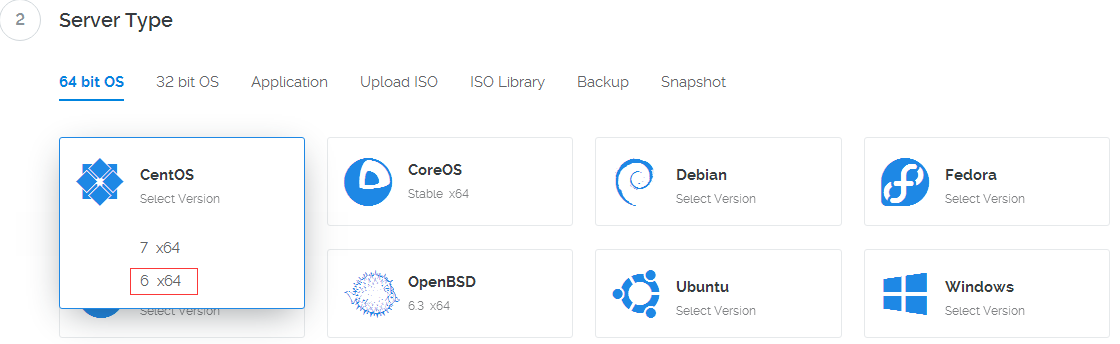 2
Server Type
64 bit OS
32 bit OS
Application
Upload ISO
ISO Library
Backup
Snapshot
CentOS
Select Version
7 x64
6 x64
CoreOS
Stable x64
Debian
Select Version
Fedora
Select Version
Select Version
OpenBSD
6.3 x64
Ubuntu
Select Version
Windows
Select Version